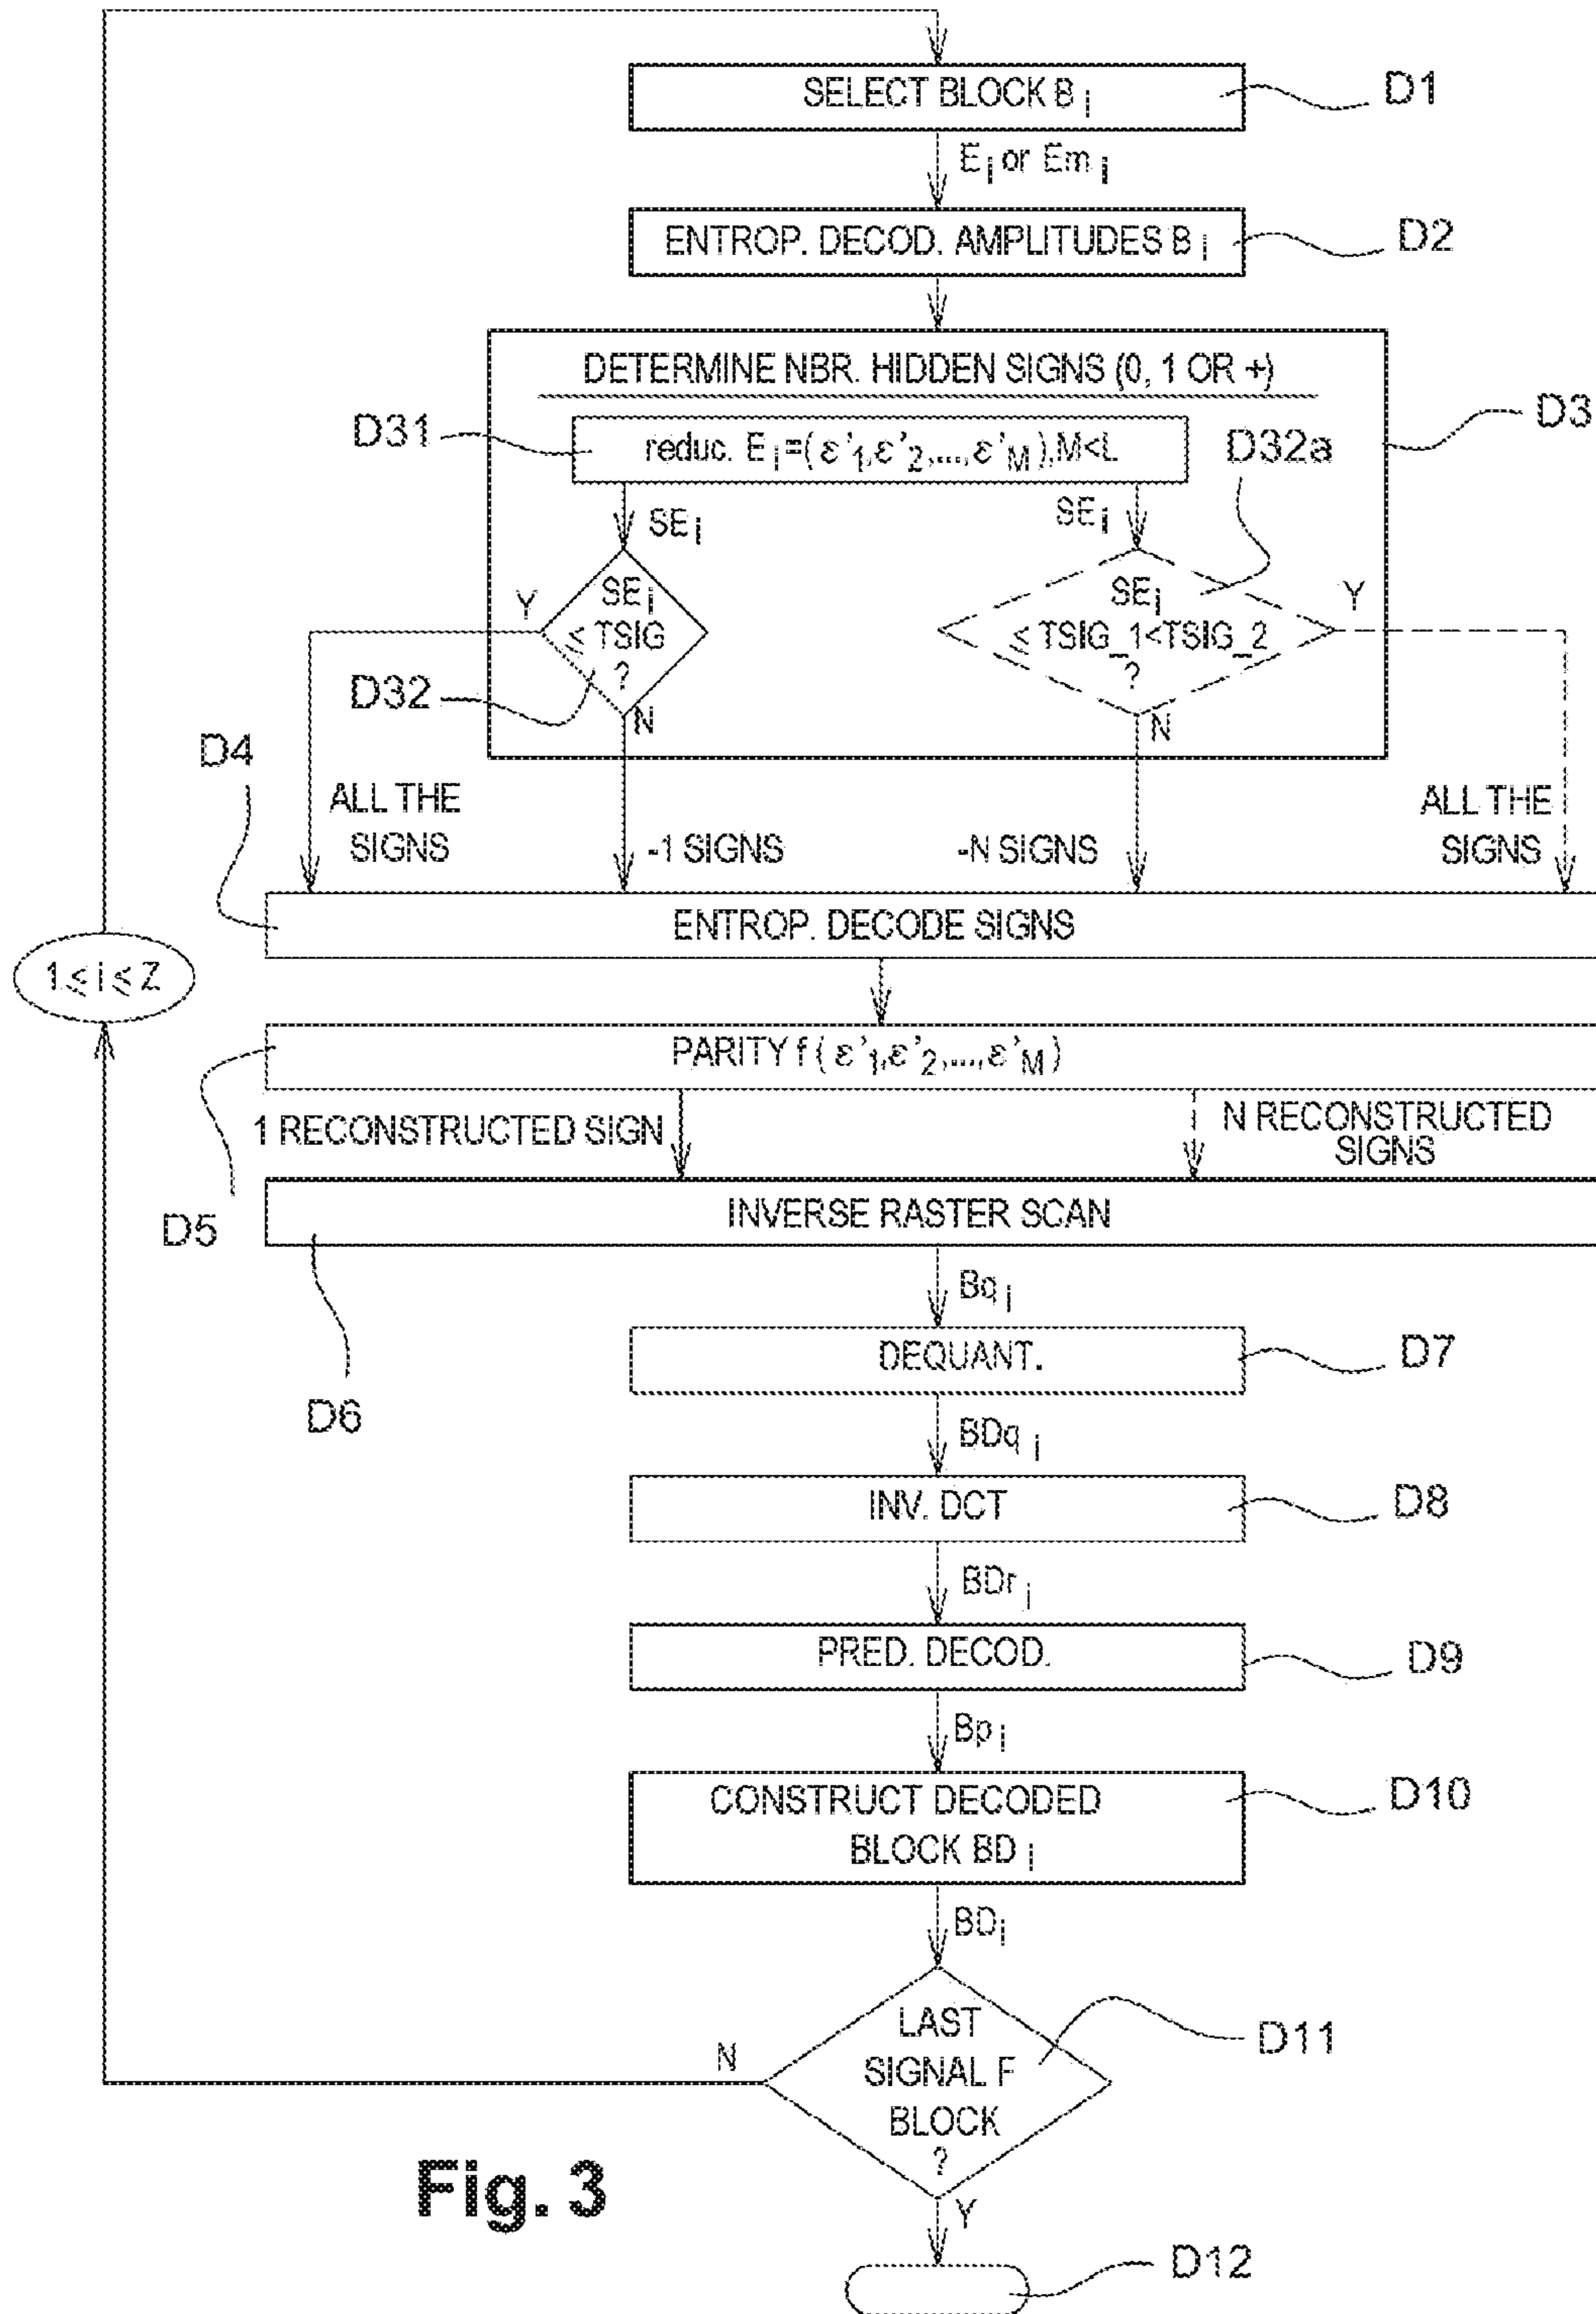 SELECT BLOCK B i
D1
E i or Em i
ENTROP. DECOD. AMPLITUDES B i
D2
DETERMINE NBR. HIDDEN SIGNS (0, 1 OR +)
D3
D31
reduc. E i =( ε'1,ε'2,...,ε'M ),M<L
D32a
SE i
SE i
Y
SE i
≤ TSIG
?
D32
N
SE i
≤ TSIG_1<TSIG_2
?
Y
N
D4
ALL THE
SIGNS
-1 SIGNS
-N SIGNS
ALL THE
SIGNS
ENTROP. DECODE SIGNS
1 ≤ i ≤ Z
PARITY f ( ε'1,ε'2,...,ε'M )
1 RECONSTRUCTED SIGN
N RECONSTRUCTED
SIGNS
D5
INVERSE RASTER SCAN
D6
Bq i
DEQUANT.
D7
BDq i
INV. DCT
D8
BDr i
PRED. DECOD.
D9
Bp i
CONSTRUCT DECODED
BLOCK BD i
D10
BD i
N
LAST
SIGNAL F
BLOCK
?
D11
Y
Fig. 3
D12